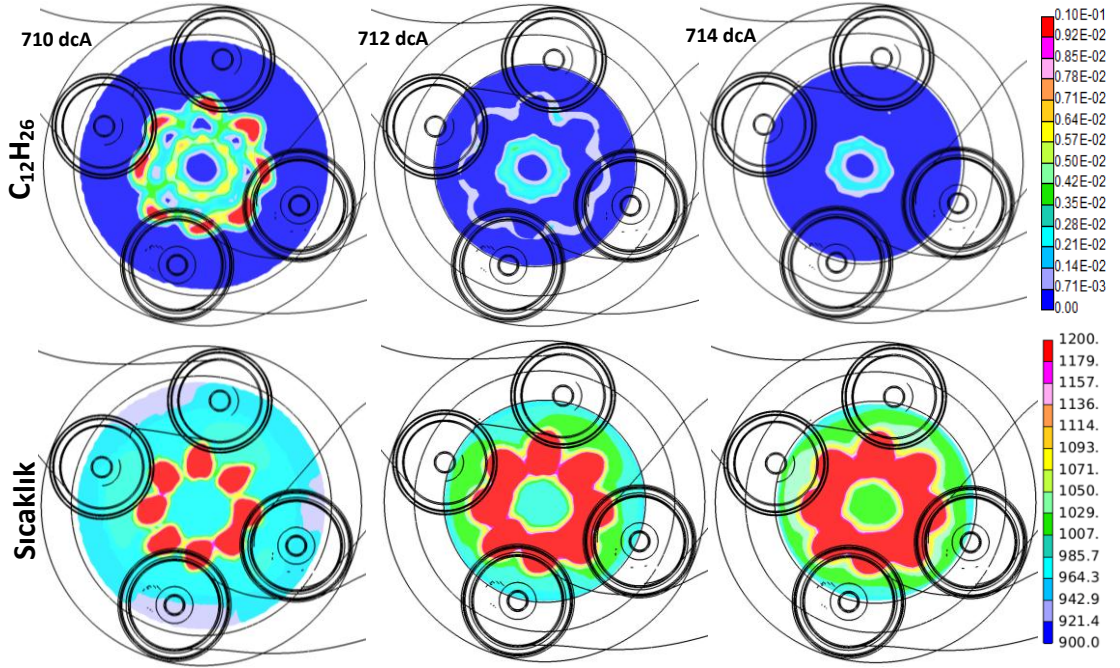 710 dcA
712 dcA
714 dcA
C₁₂H₂₆
0.10E-01
0.92E-02
0.85E-02
0.78E-02
0.71E-02
0.64E-02
0.57E-02
0.50E-02
0.42E-02
0.35E-02
0.28E-02
0.21E-02
0.14E-02
0.71E-03
0.00
Sıcaklık
1200.
1179.
1157.
1136.
1114.
1093.
1071.
1050.
1029.
1007.
985.7
964.3
942.9
921.4
900.0